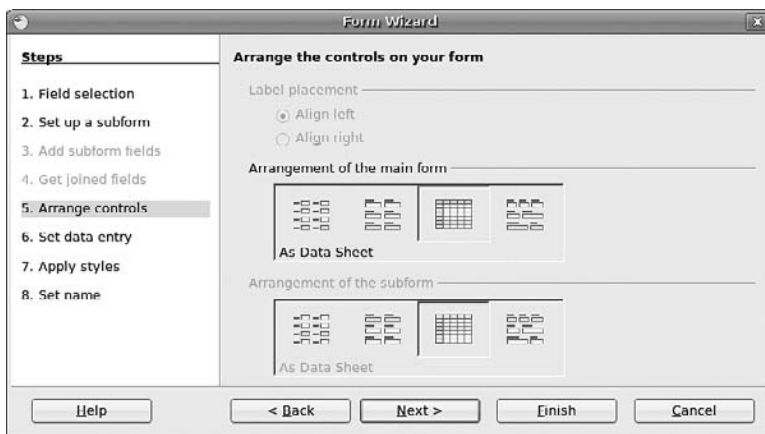 Form Wizard
Steps
1. Field selection
2. Set up a subform
3. Add subform fields
4. Get joined fields
5. Arrange controls
6. Set data entry
7. Apply styles
8. Set name
Arrange the controls on your form
Label placement
Align left
Align right
Arrangement of the main form
As Data Sheet
Arrangement of the subform
As Data Sheet
Help
< Back
Next >
Finish
Cancel